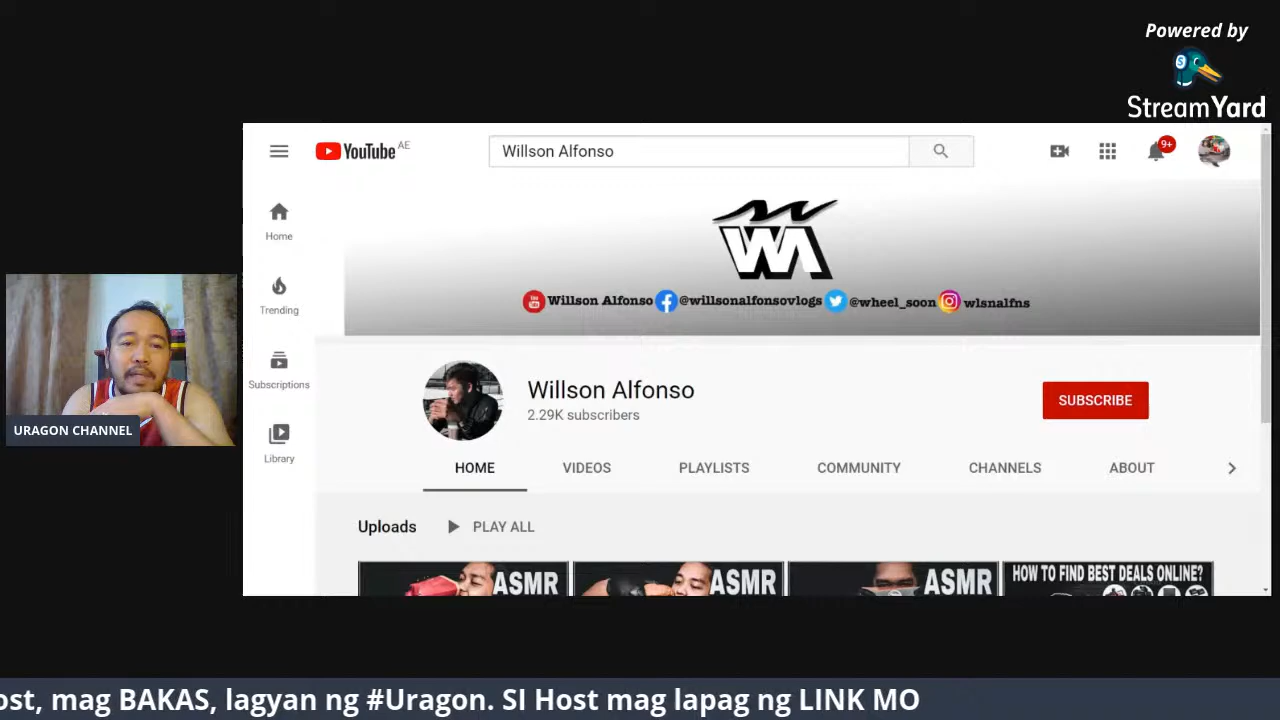 Powered by
StreamYard
YouTube AE
Willson Alfonso
9+
Home
Trending
Subscriptions
Library
WA
Willson Alfonso @willsonalfonsovlogs @wheel_soon wlsnalfns
Willson Alfonso
2.29K subscribers
SUBSCRIBE
HOME VIDEOS PLAYLISTS COMMUNITY CHANNELS ABOUT
Uploads PLAY ALL
ASMR ASMR ASMR HOW TO FIND BEST DEALS ONLINE?
URAGON CHANNEL
ost, mag BAKAS, lagyan ng #Uragon. SI Host mag lapag ng LINK MO